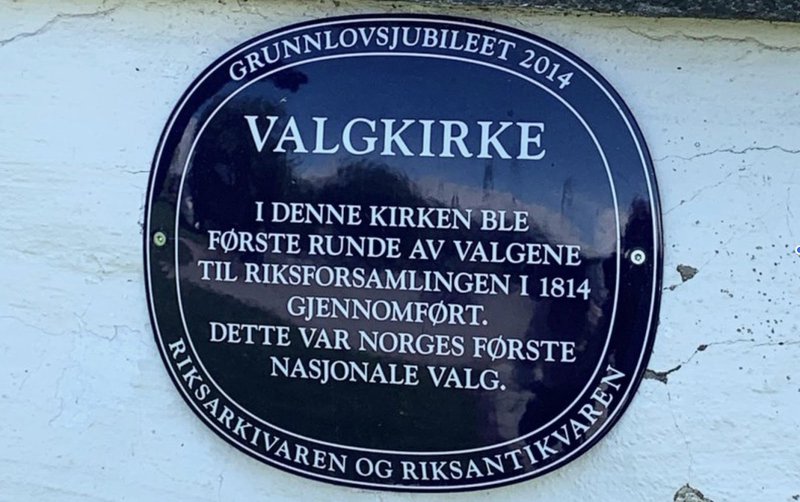 GRUNNLOVSJUBILEET 2014
VALGKIRKE
I DENNE KIRKEN BLE
FØRSTE RUNDE AV VALGENE
TIL RIKSFORSAMLINGEN I 1814
GJENNOMFØRT.
DETTE VAR NORGES FØRSTE
NASJONALE VALG.
RIKSARKIVAREN OG RIKSANTIKVAREN